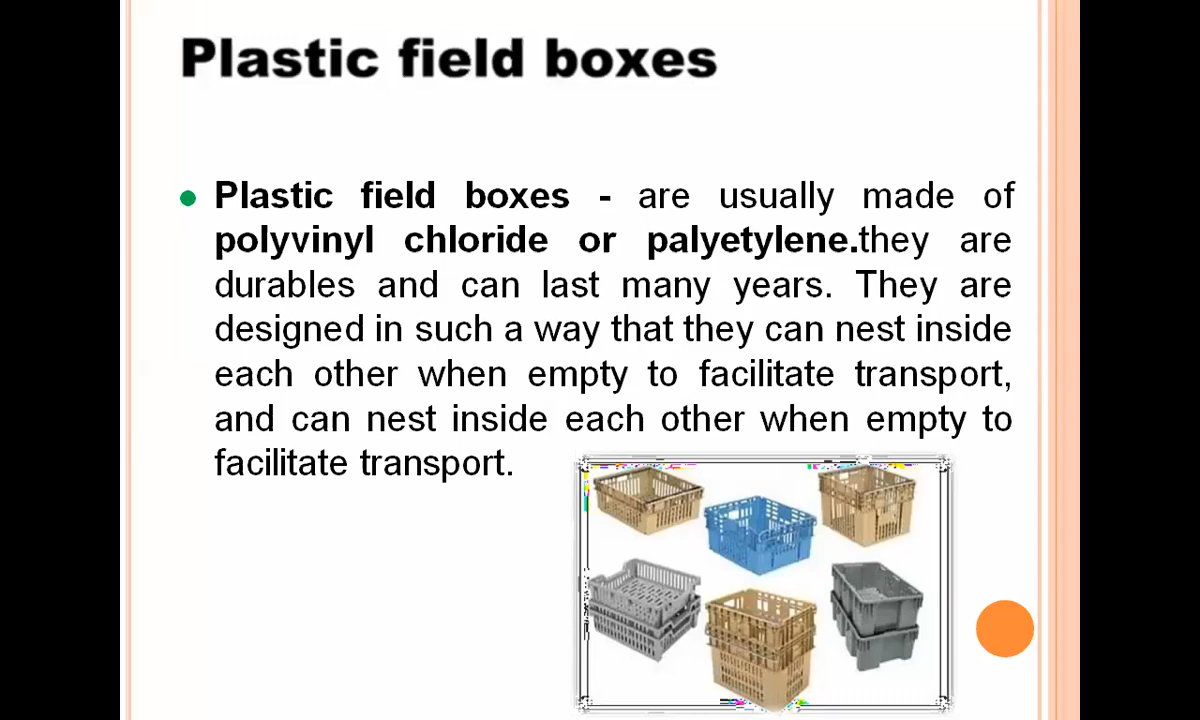 Plastic field boxes
Plastic field boxes - are usually made of
polyvinyl chloride or palyetylene.they are
durables and can last many years. They are
designed in such a way that they can nest inside
each other when empty to facilitate transport,
and can nest inside each other when empty to
facilitate transport.